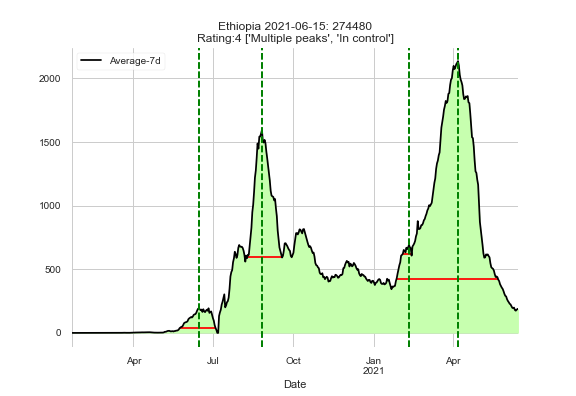 Ethiopia 2021-06-15: 274480
Rating:4 ['Multiple peaks', 'In control']
Average-7d
2000
1500
1000
500
0
Apr Jul Oct Jan Apr
2021
Date